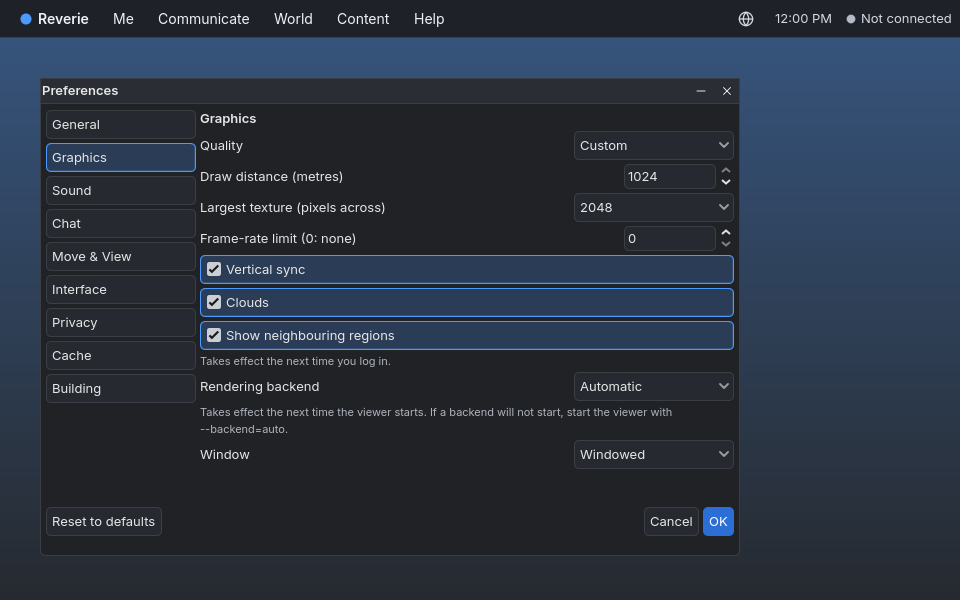 Reverie Me Communicate World Content Help 12:00 PM Not connected
Preferences
General
Graphics
Sound
Chat
Move & View
Interface
Privacy
Cache
Building
Graphics
Quality Custom
Draw distance (metres) 1024
Largest texture (pixels across) 2048
Frame-rate limit (0: none) 0
Vertical sync
Clouds
Show neighbouring regions
Takes effect the next time you log in.
Rendering backend Automatic
Takes effect the next time the viewer starts. If a backend will not start, start the viewer with
--backend=auto.
Window Windowed
Reset to defaults Cancel OK